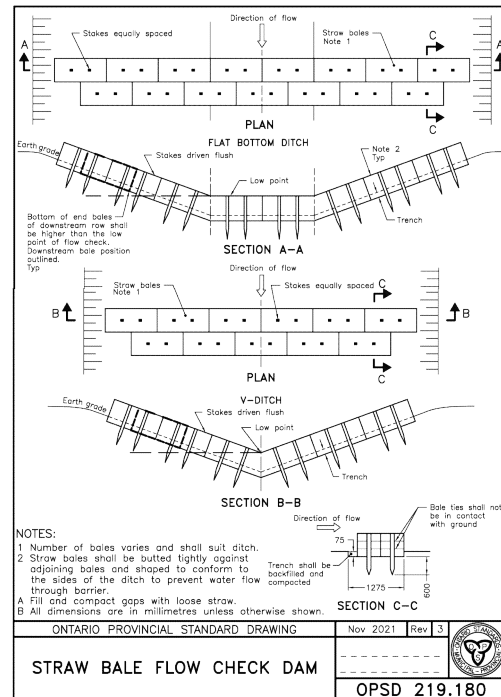 Direction of flow
C
A
Stakes equally spaced
Straw bales
Note 1
A
C
PLAN
FLAT BOTTOM DITCH
Earth grade
Stakes driven flush
Note 2
Typ
Low point
Trench
Bottom of end bales
of downstream row shall
be higher than the low
point of flow check.
Downstream bale position
outlined.
Typ
SECTION A-A
Direction of flow
Straw bales
Note 1
Stakes equally spaced
C
B
B
C
PLAN
V-DITCH
Earth grade
Stakes driven flush
Low point
Trench
SECTION B-B
Direction of flow
Bale ties shall not
be in contact
with ground
75
Trench shall be
backfilled and
compacted
1275
600
SECTION C-C
NOTES:
1 Number of bales varies and shall suit ditch.
2 Straw bales shall be butted tightly against
adjoining bales and shaped to conform to
the sides of the ditch to prevent water flow
through barrier.
A Fill and compact gaps with loose straw.
B All dimensions are in millimetres unless otherwise shown.
ONTARIO PROVINCIAL STANDARD DRAWING
Nov 2021 Rev 3
STRAW BALE FLOW CHECK DAM
OPSD 219.180